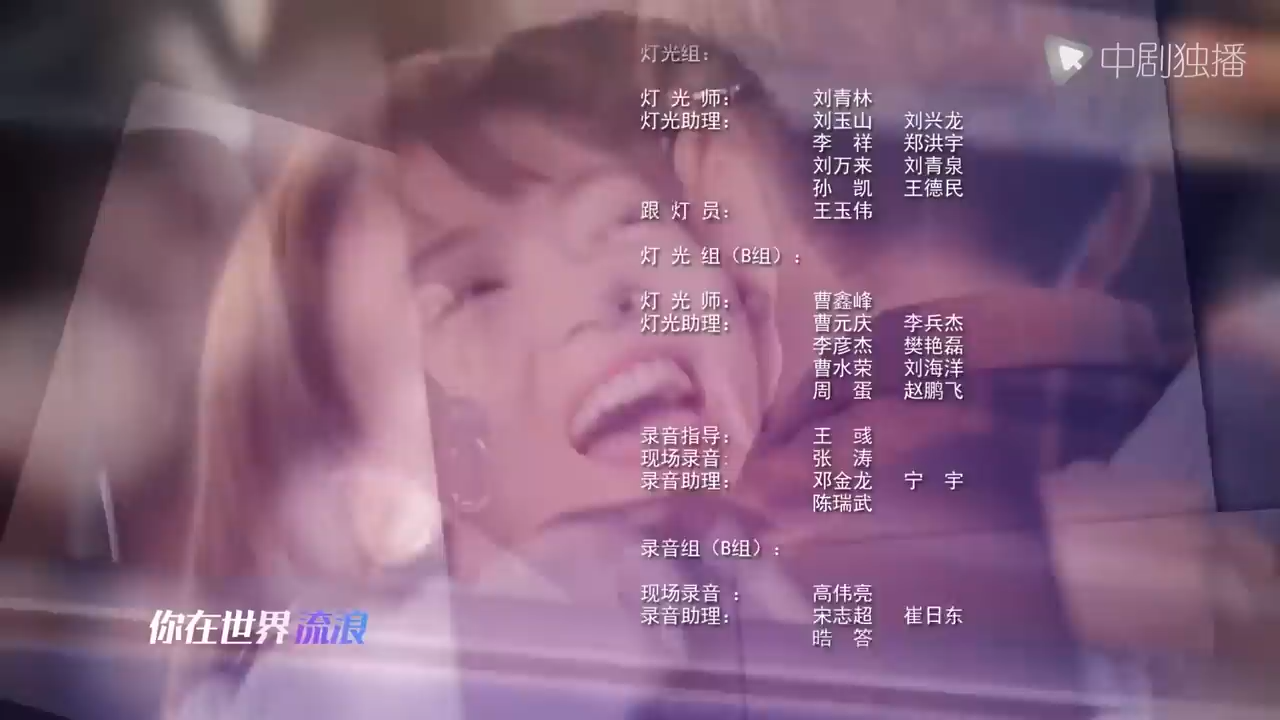 灯光组：
中剧独播
灯 光 师： 刘青林
灯光助理： 刘玉山 刘兴龙
李 祥 郑洪宇
刘万来 刘青泉
孙 凯 王德民
跟 灯 员： 王玉伟
灯 光 组（B组）：
灯 光 师： 曹鑫峰
灯光助理： 曹元庆 李兵杰
李彦杰 樊艳磊
曹水荣 刘海洋
周 蛋 赵鹏飞
录音指导： 王 彧
现场录音： 张 涛
录音助理： 邓金龙 宁 宇
陈瑞武
录音组（B组）：
现场录音 ： 高伟亮
录音助理： 宋志超 崔日东
晧 答
你在世界流浪